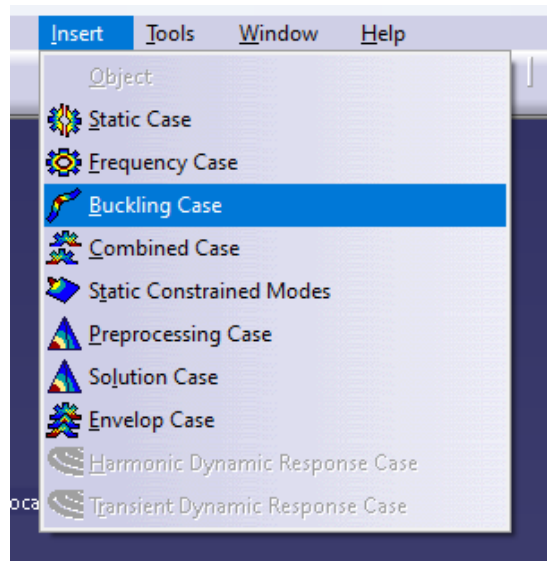 Insert Tools Window Help
Object
Static Case
Frequency Case
Buckling Case
Combined Case
Static Constrained Modes
Preprocessing Case
Solution Case
Envelop Case
Harmonic Dynamic Response Case
Transient Dynamic Response Case